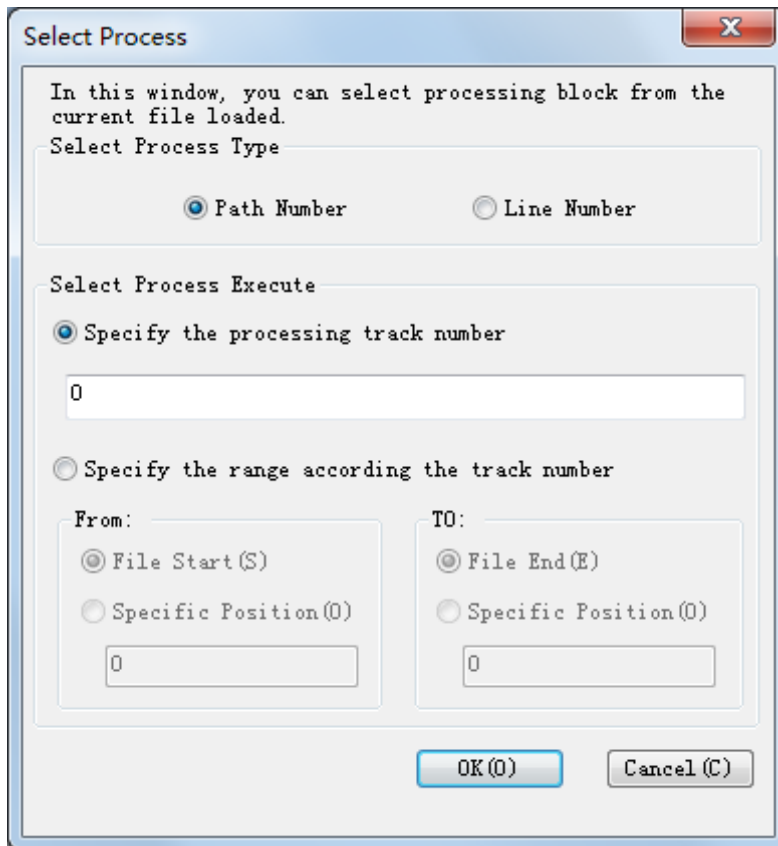 Select Process
In this window, you can select processing block from the
current file loaded.
Select Process Type
Path Number Line Number
Select Process Execute
Specify the processing track number
0
Specify the range according the track number
From: TO:
File Start(S) File End(E)
Specific Position(O) Specific Position(O)
0 0
OK(O) Cancel(C)